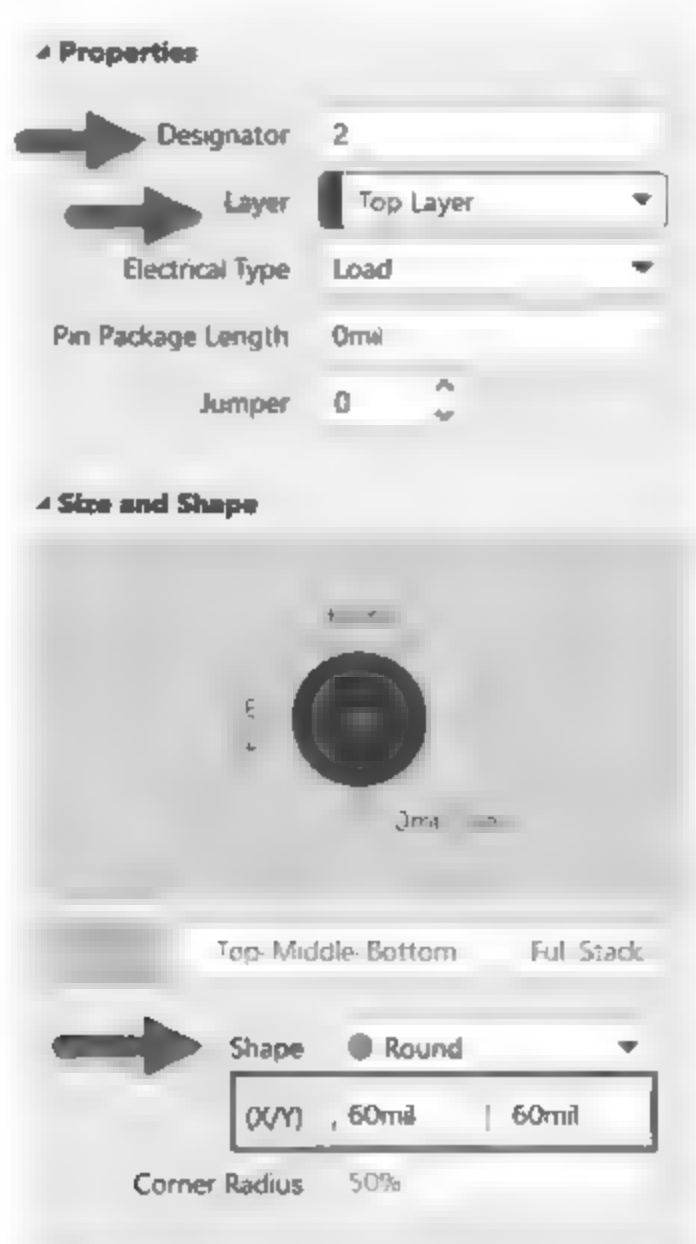 Properties
Designator 2
Layer Top Layer
Electrical Type Load
Pin Package Length 0mil
Jumper 0
Size and Shape
Top-Middle-Bottom Full Stack
Shape Round
(X/Y) 60mil 60mil
Corner Radius 50%